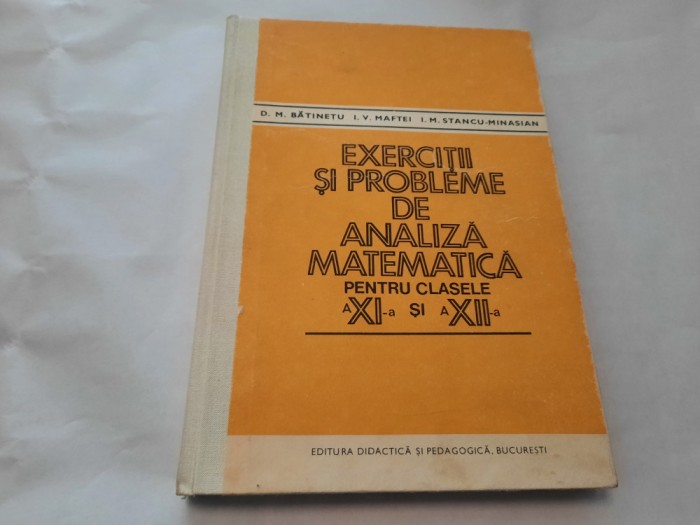 D. M. BĂTINETU I. V. MAFTEI I. M. STANCU-MINASIAN
EXERCIȚII
ȘI PROBLEME
DE
ANALIZĂ
MATEMATICĂ
PENTRU CLASELE
A XI-a ȘI A XII-a
EDITURA DIDACTICĂ ȘI PEDAGOGICĂ, BUCUREȘTI